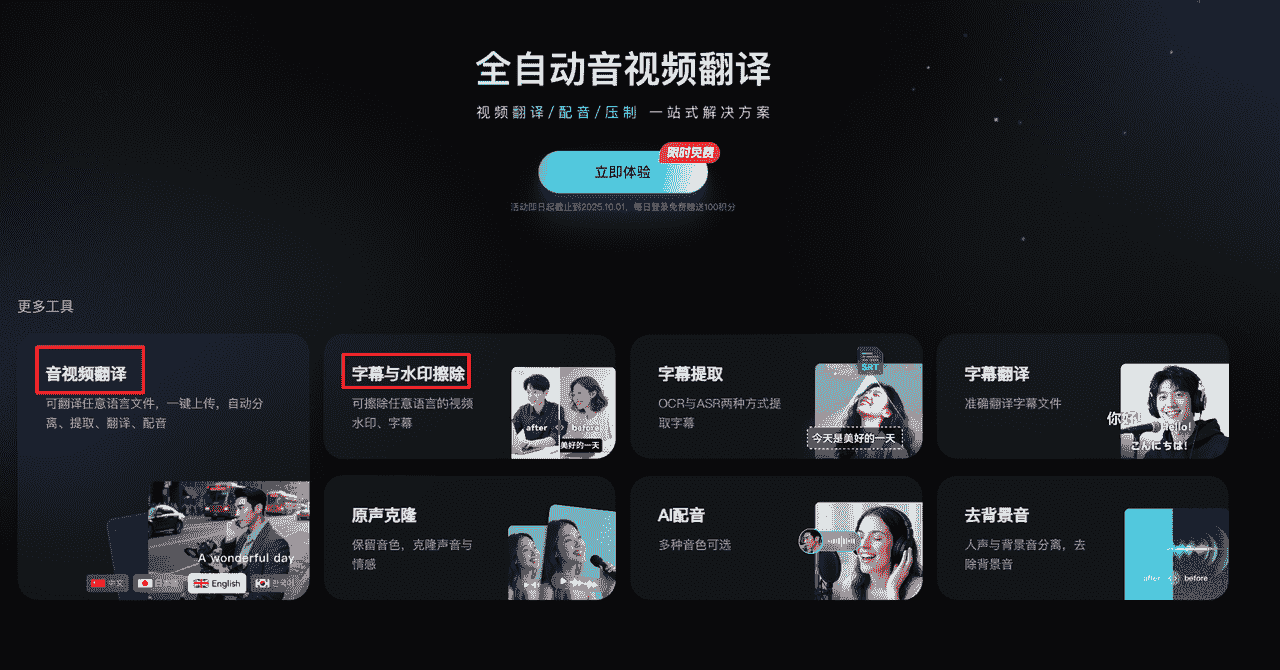 全自动音视频翻译
视频翻译/配音/压制 一站式解决方案
限时免费
立即体验
活动即日起截止到2025.10.01，每日登录免费赠送100积分
更多工具
音视频翻译
可翻译任意语言文件，一键上传，自动分
离、提取、翻译、配音
A wonderful day
中文
日本語
English
한국어
字幕与水印擦除
可擦除任意语言的视频
水印、字幕
after
before
美好的一天
字幕提取
OCR与ASR两种方式提
取字幕
SRT
今天是美好的一天
字幕翻译
准确翻译字幕文件
你好!
Hello!
こんにちは!
原声克隆
保留音色，克隆声音与
情感
AI配音
多种音色可选
去背景音
人声与背景音分离，去
除背景音
after
before